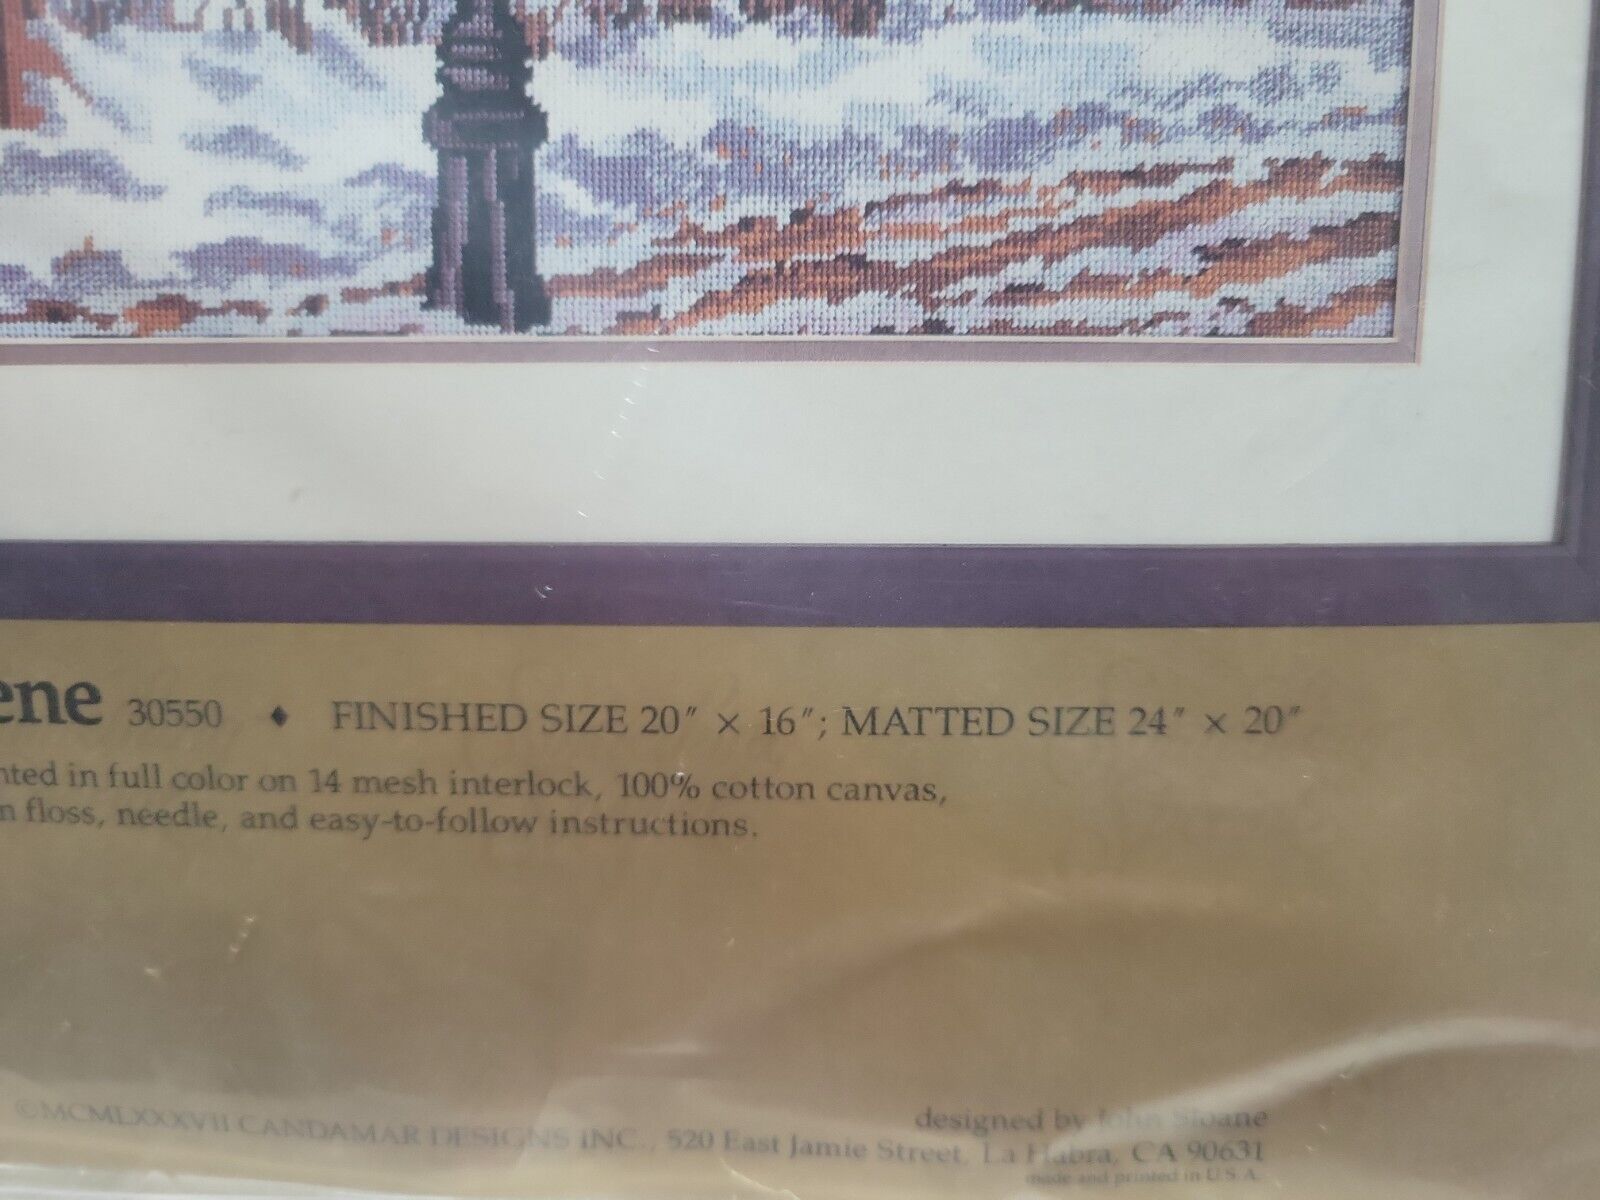 ene 30550 ♦ FINISHED SIZE 20" × 16"; MATTED SIZE 24" × 20"
nted in full color on 14 mesh interlock, 100% cotton canvas,
n floss, needle, and easy-to-follow instructions.
designed by John Sloane
©MCMLXXXVII CANDAMAR DESIGNS INC., 520 East Jamie Street, La Habra, CA 90631
made and printed in U.S.A.